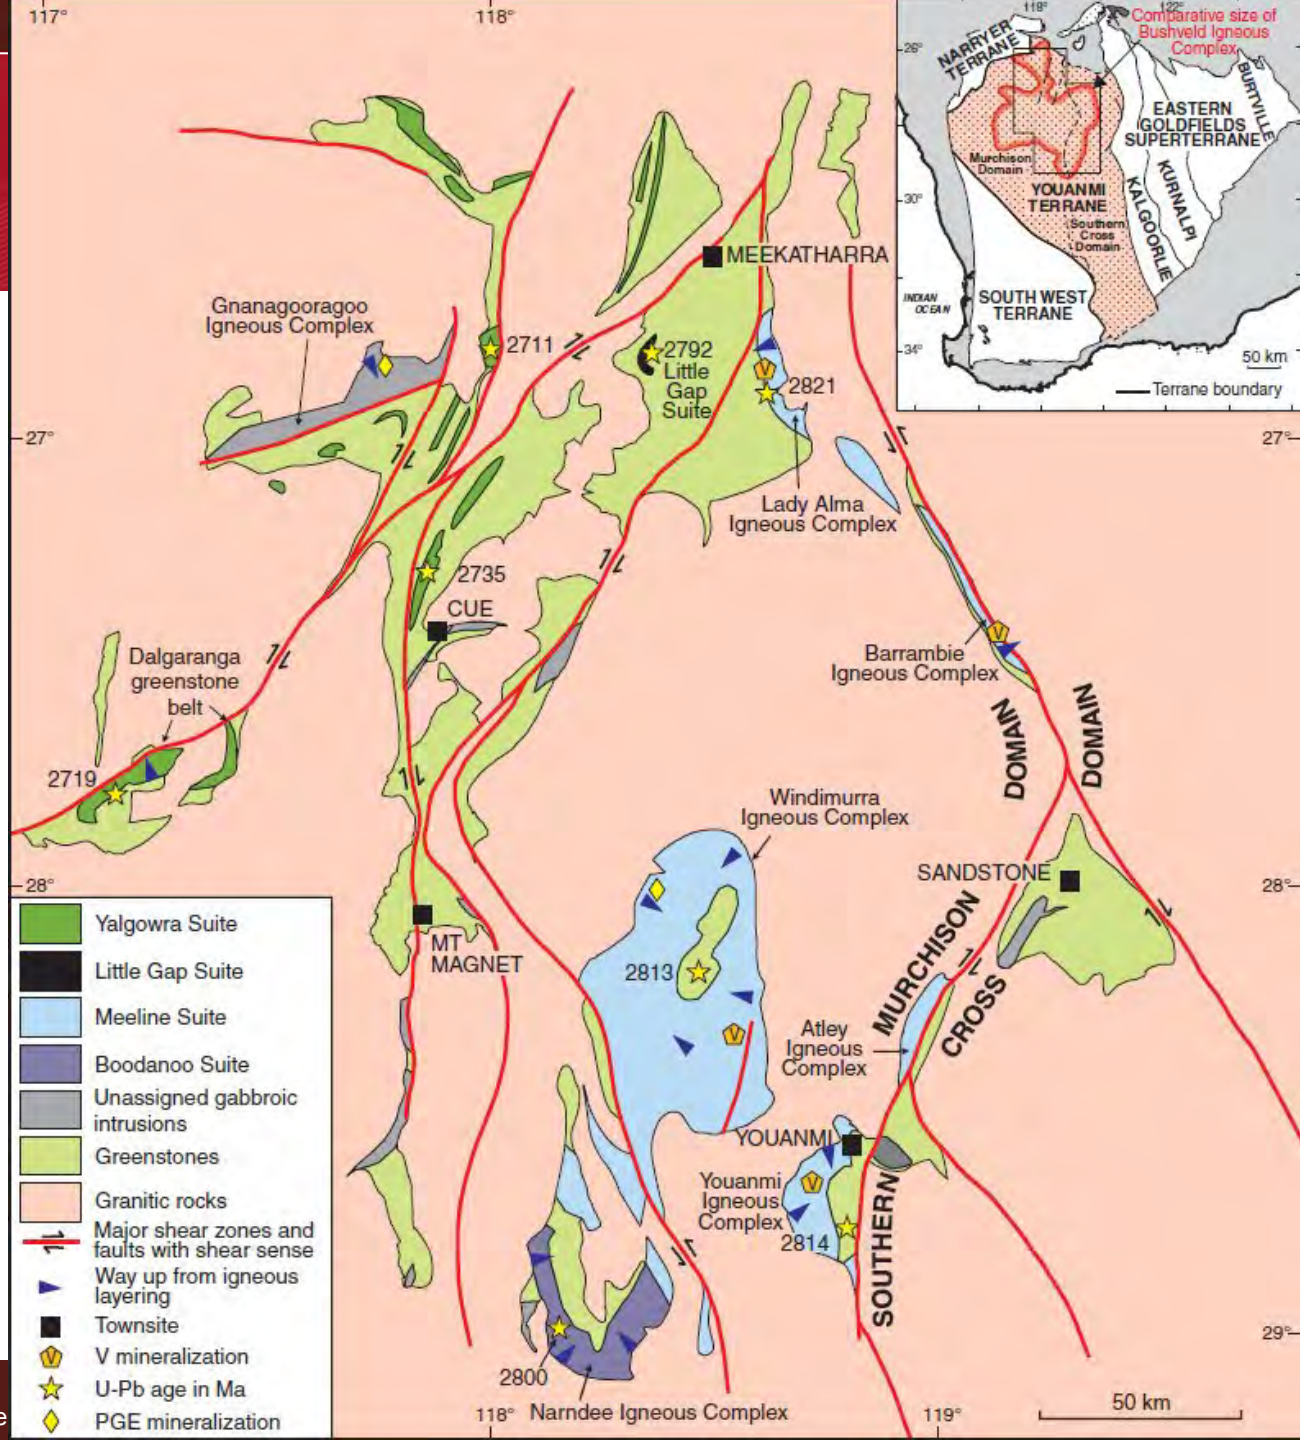 117°
118°
118°
122°
Comparative size of
Bushveld Igneous
Complex
26°
NARRYER
TERRANE
BURTVILLE
EASTERN
GOLDFIELDS
SUPERTERRANE
Murchison
Domain
YOUANMI
TERRANE
KURNALPI
KALGOORLIE
30°
Southern
Cross
Domain
INDIAN
OCEAN
SOUTH WEST
TERRANE
34°
50 km
Terrane boundary
MEEKATHARRA
Gnanagooragoo
Igneous Complex
2711
2792
Little
Gap
Suite
V
2821
27°
27°
Lady Alma
Igneous Complex
2735
CUE
V
Barrambie
Igneous Complex
Dalgaranga
greenstone
belt
DOMAIN
DOMAIN
2719
Windimurra
Igneous Complex
28°
SANDSTONE
28°
MT
MAGNET
MURCHISON
2813
CROSS
V
Atley
Igneous
Complex
YOUANMI
Youanmi
Igneous
Complex
V
2814
SOUTHERN
29°
2800
Narndee Igneous Complex
118°
119°
50 km
Yalgowra Suite
Little Gap Suite
Meeline Suite
Boodanoo Suite
Unassigned gabbroic
intrusions
Greenstones
Granitic rocks
Major shear zones and
faults with shear sense
Way up from igneous
layering
Townsite
V
V mineralization
U-Pb age in Ma
PGE mineralization
e